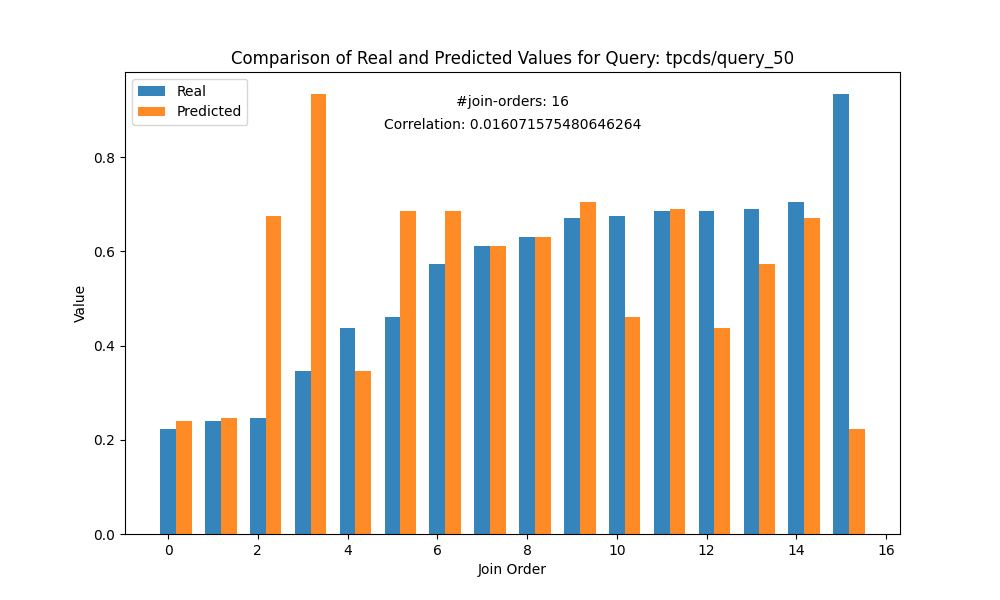 Comparison of Real and Predicted Values for Query: tpcds/query_50
Real
Predicted
#join-orders: 16
Correlation: 0.016071575480646264
0.8
0.6
0.4
0.2
0.0
Value
0 2 4 6 8 10 12 14 16
Join Order